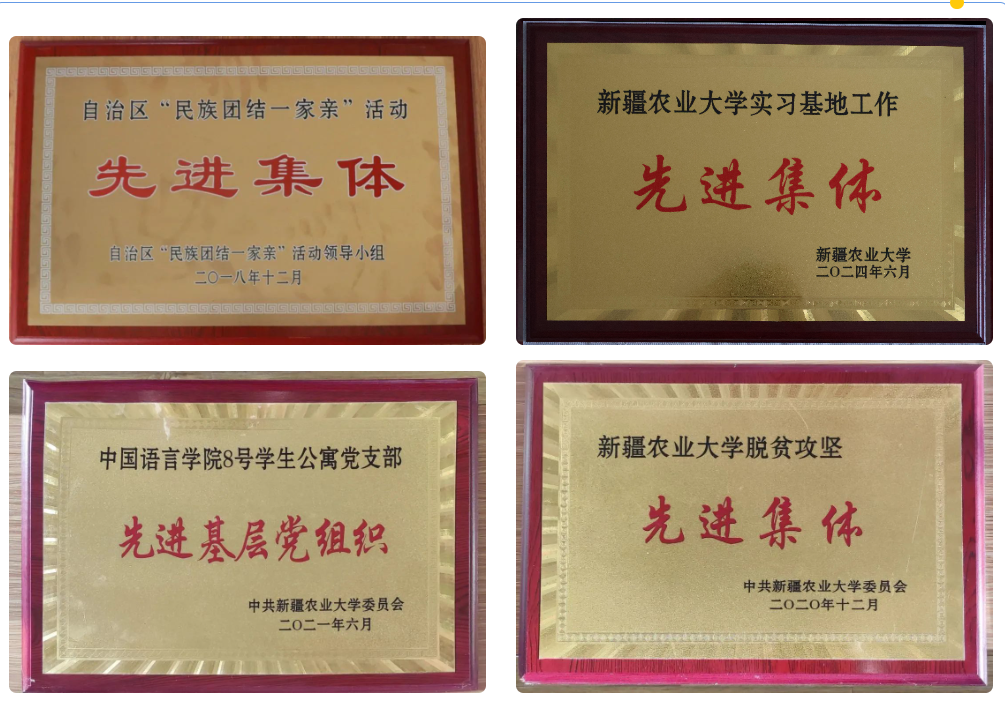 自治区“民族团结一家亲”活动
先进集体
自治区“民族团结一家亲”活动领导小组
二〇一八年十二月
新疆农业大学实习基地工作
先进集体
新疆农业大学
二〇二四年六月
中国语言学院8号学生公寓党支部
先进基层党组织
中共新疆农业大学委员会
二〇二一年六月
新疆农业大学脱贫攻坚
先进集体
中共新疆农业大学委员会
二〇二〇年十二月